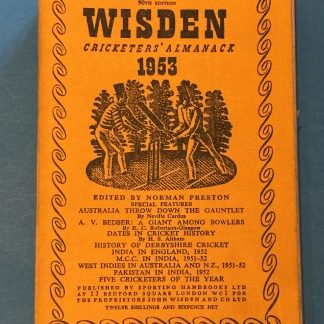 90TH EDITION
WISDEN
CRICKETERS' ALMANACK
1953
EDITED BY NORMAN PRESTON
SPECIAL FEATURES
AUSTRALIA THROW DOWN THE GAUNTLET
By Neville Cardus
A. V. BEDSER: A GIANT AMONG BOWLERS
By R. C. Robertson-Glasgow
DATES IN CRICKET HISTORY
By H. S. Altham
HISTORY OF DERBYSHIRE CRICKET
INDIA IN ENGLAND, 1952
M.C.C. IN INDIA, 1951-52
WEST INDIES IN AUSTRALIA AND N.Z., 1951-52
PAKISTAN IN INDIA, 1952
FIVE CRICKETERS OF THE YEAR
PUBLISHED BY SPORTING HANDBOOKS LTD
AT 13 BEDFORD SQUARE LONDON WC1 FOR
THE PROPRIETORS JOHN WISDEN AND CO LTD
TWELVE SHILLINGS AND SIXPENCE NET